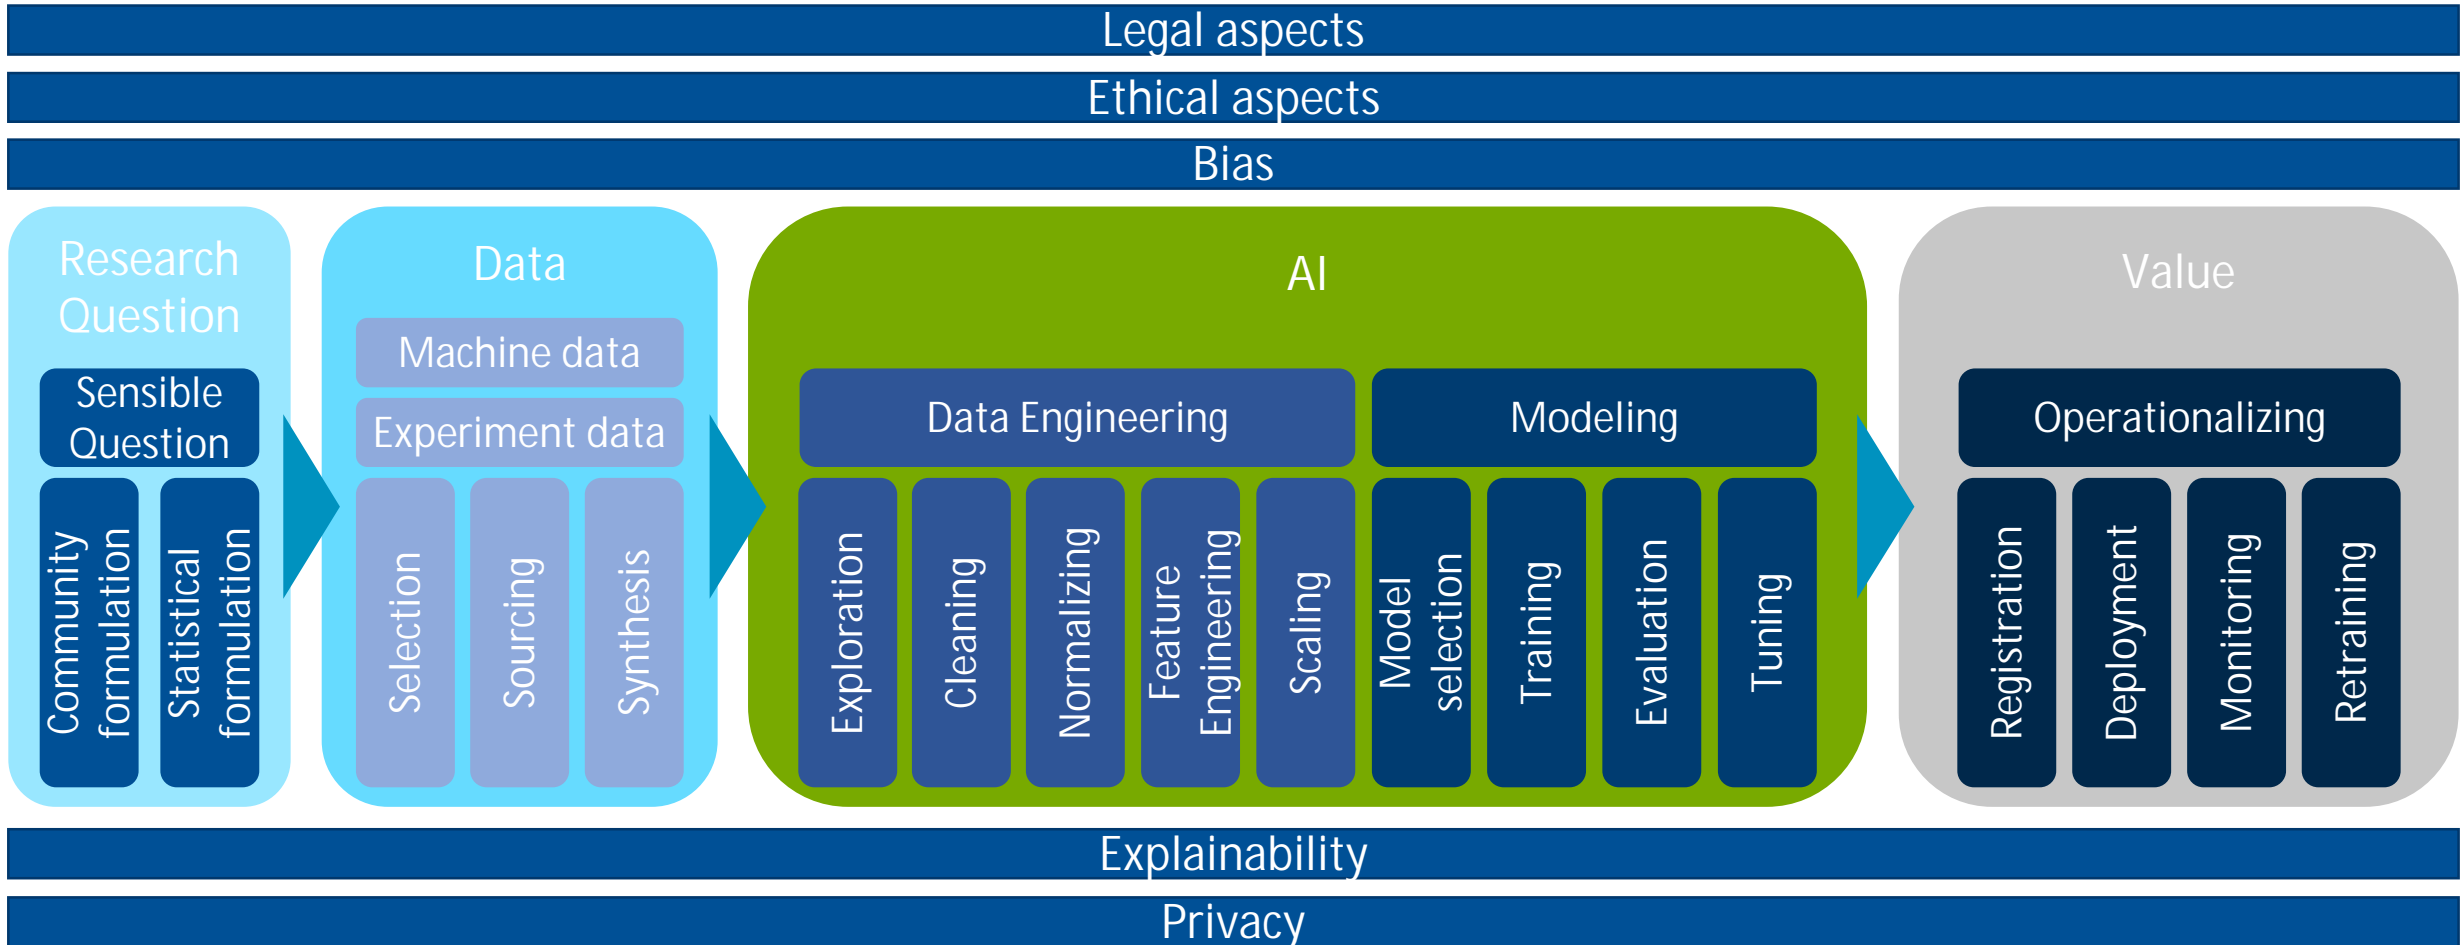 Legal aspects
Ethical aspects
Bias
Research
Question
Sensible
Question
Community
formulation
Statistical
formulation
Data
Machine data
Experiment data
Selection
Sourcing
Synthesis
AI
Data Engineering
Exploration
Cleaning
Normalizing
Feature
Engineering
Scaling
Modeling
Model
selection
Training
Evaluation
Tuning
Value
Operationalizing
Registration
Deployment
Monitoring
Retraining
Explainability
Privacy